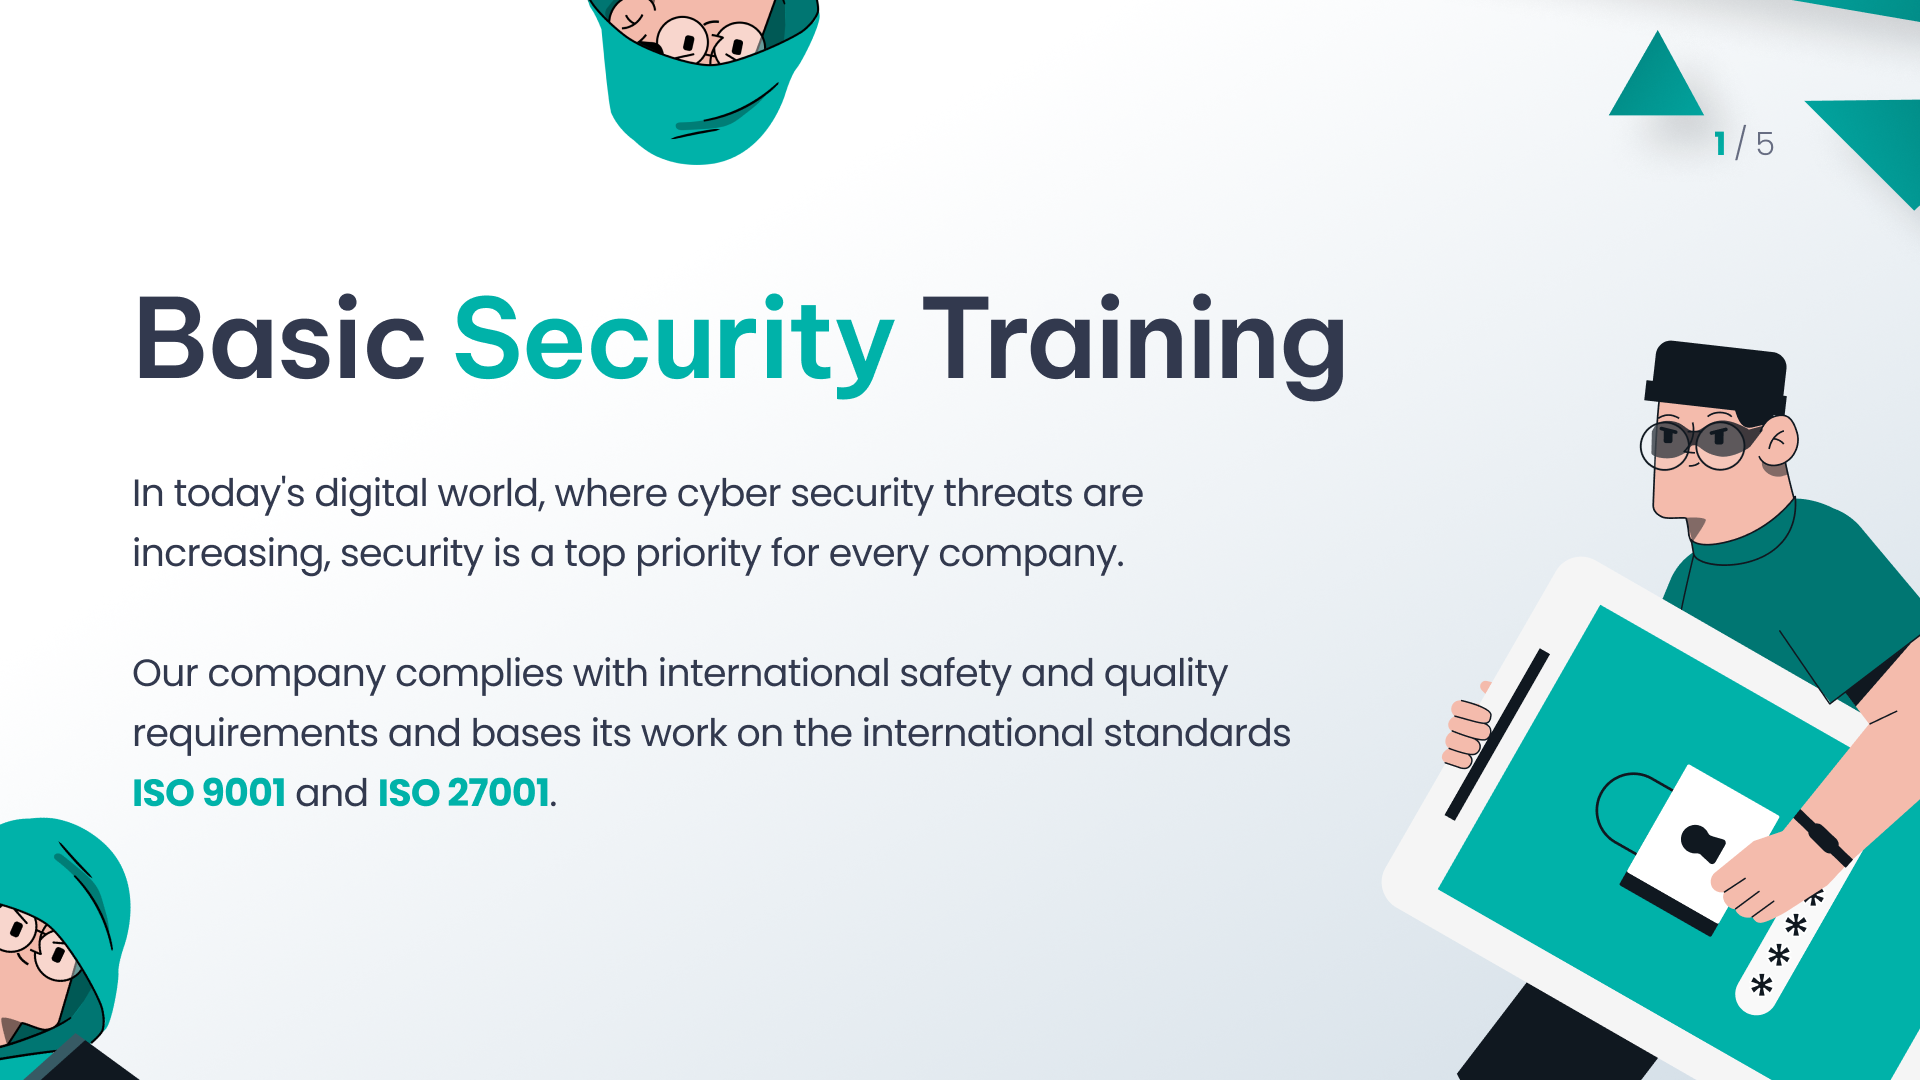 1 / 5
Basic Security Training
In today's digital world, where cyber security threats are
increasing, security is a top priority for every company.
Our company complies with international safety and quality
requirements and bases its work on the international standards
ISO 9001 and ISO 27001.
****